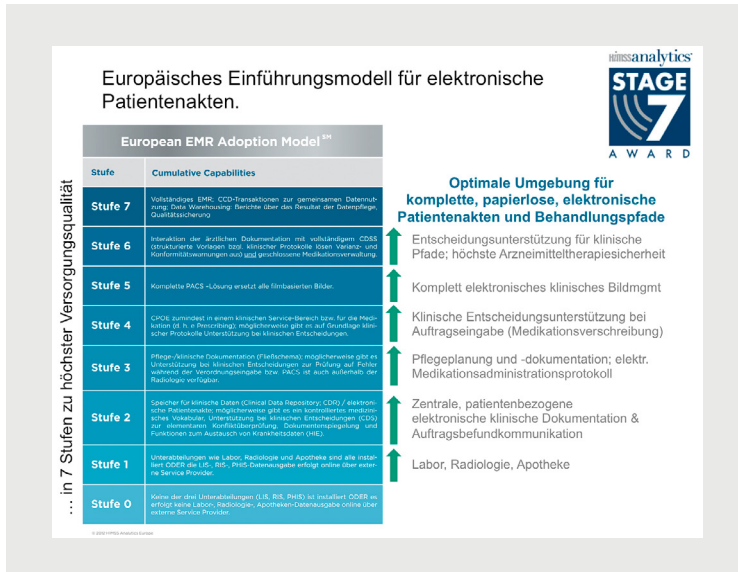 HIMSSanalytics
STAGE
7
AWARD
Europäisches Einführungsmodell für elektronische
Patientenakten.
… in 7 Stufen zu höchster Versorgungsqualität
European EMR Adoption Model SM
Stufe Cumulative Capabilities
Stufe 7
Vollständiges EMR; CCD-Transaktionen zur gemeinsamen Datennut-
zung; Data Warehousing: Berichte über das Resultat der Datenpflege,
Qualitätssicherung
Optimale Umgebung für
komplette, papierlose, elektronische
Patientenakten und Behandlungspfade
Stufe 6
Interaktion der ärztlichen Dokumentation mit vollständigem CDSS
(strukturierte Vorlagen bzgl. klinischer Protokolle lösen Varianz- und
Konformitätswarnungen aus) und geschlossene Medikationsverwaltung.
Entscheidungsunterstützung für klinische
Pfade; höchste Arzneimitteltherapiesicherheit
Stufe 5
Komplette PACS –Lösung ersetzt alle filmbasierten Bilder.
Komplett elektronisches klinisches Bildmgmt
Stufe 4
CPOE zumindest in einem klinischen Service-Bereich bzw. für die Medi-
kation (d. h. e Prescribing); möglicherweise gibt es auf Grundlage klini-
scher Protokolle Unterstützung bei klinischen Entscheidungen.
Klinische Entscheidungsunterstützung bei
Auftragseingabe (Medikationsverschreibung)
Stufe 3
Pflege-/klinische Dokumentation (Fließschema); möglicherweise gibt es
Unterstützung bei klinischen Entscheidungen zur Prüfung auf Fehler
während der Verordnungseingabe bzw. PACS ist auch außerhalb der
Radiologie verfügbar.
Pflegeplanung und -dokumentation; elektr.
Medikationsadministrationsprotokoll
Stufe 2
Speicher für klinische Daten (Clinical Data Repository; CDR) / elektroni-
sche Patientenakte; möglicherweise gibt es ein kontrolliertes medizini-
sches Vokabular, Unterstützung bei klinischen Entscheidungen (CDS)
zur elementaren Konfliktüberprüfung, Dokumentenspiegelung und
Funktionen zum Austausch von Krankheitsdaten (HIE).
Zentrale, patientenbezogene
elektronische klinische Dokumentation &
Auftragsbefundkommunikation
Stufe 1
Unterabteilungen wie Labor, Radiologie und Apotheke sind alle instal-
liert ODER die LIS-, RIS-, PHIS-Datenausgabe erfolgt online über exter-
ne Service Provider.
Labor, Radiologie, Apotheke
Stufe 0
Keine der drei Unterabteilungen (LIS, RIS, PHIS) ist installiert ODER es
erfolgt keine Labor-, Radiologie-, Apotheken-Datenausgabe online über
externe Service Provider.
HIMSS Analytics Europe